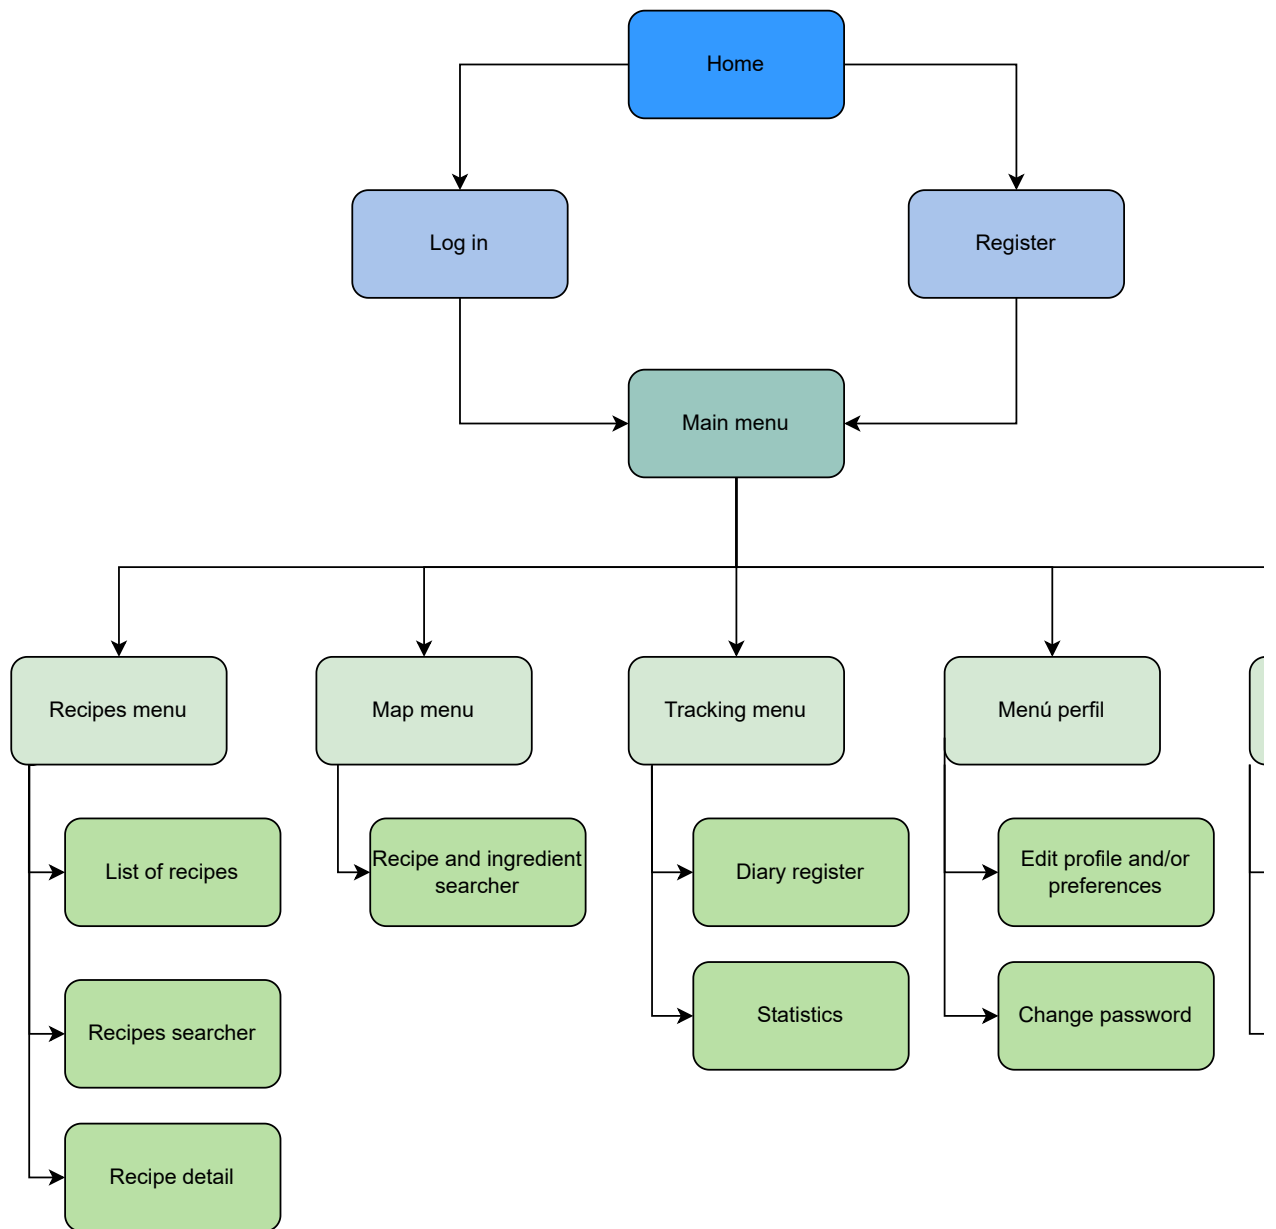 Home
Log in
Register
Main menu
Recipes menu
Map menu
Tracking menu
Menú perfil
List of recipes
Recipe and ingredient
searcher
Diary register
Edit profile and/or
preferences
Recipes searcher
Statistics
Change password
Recipe detail